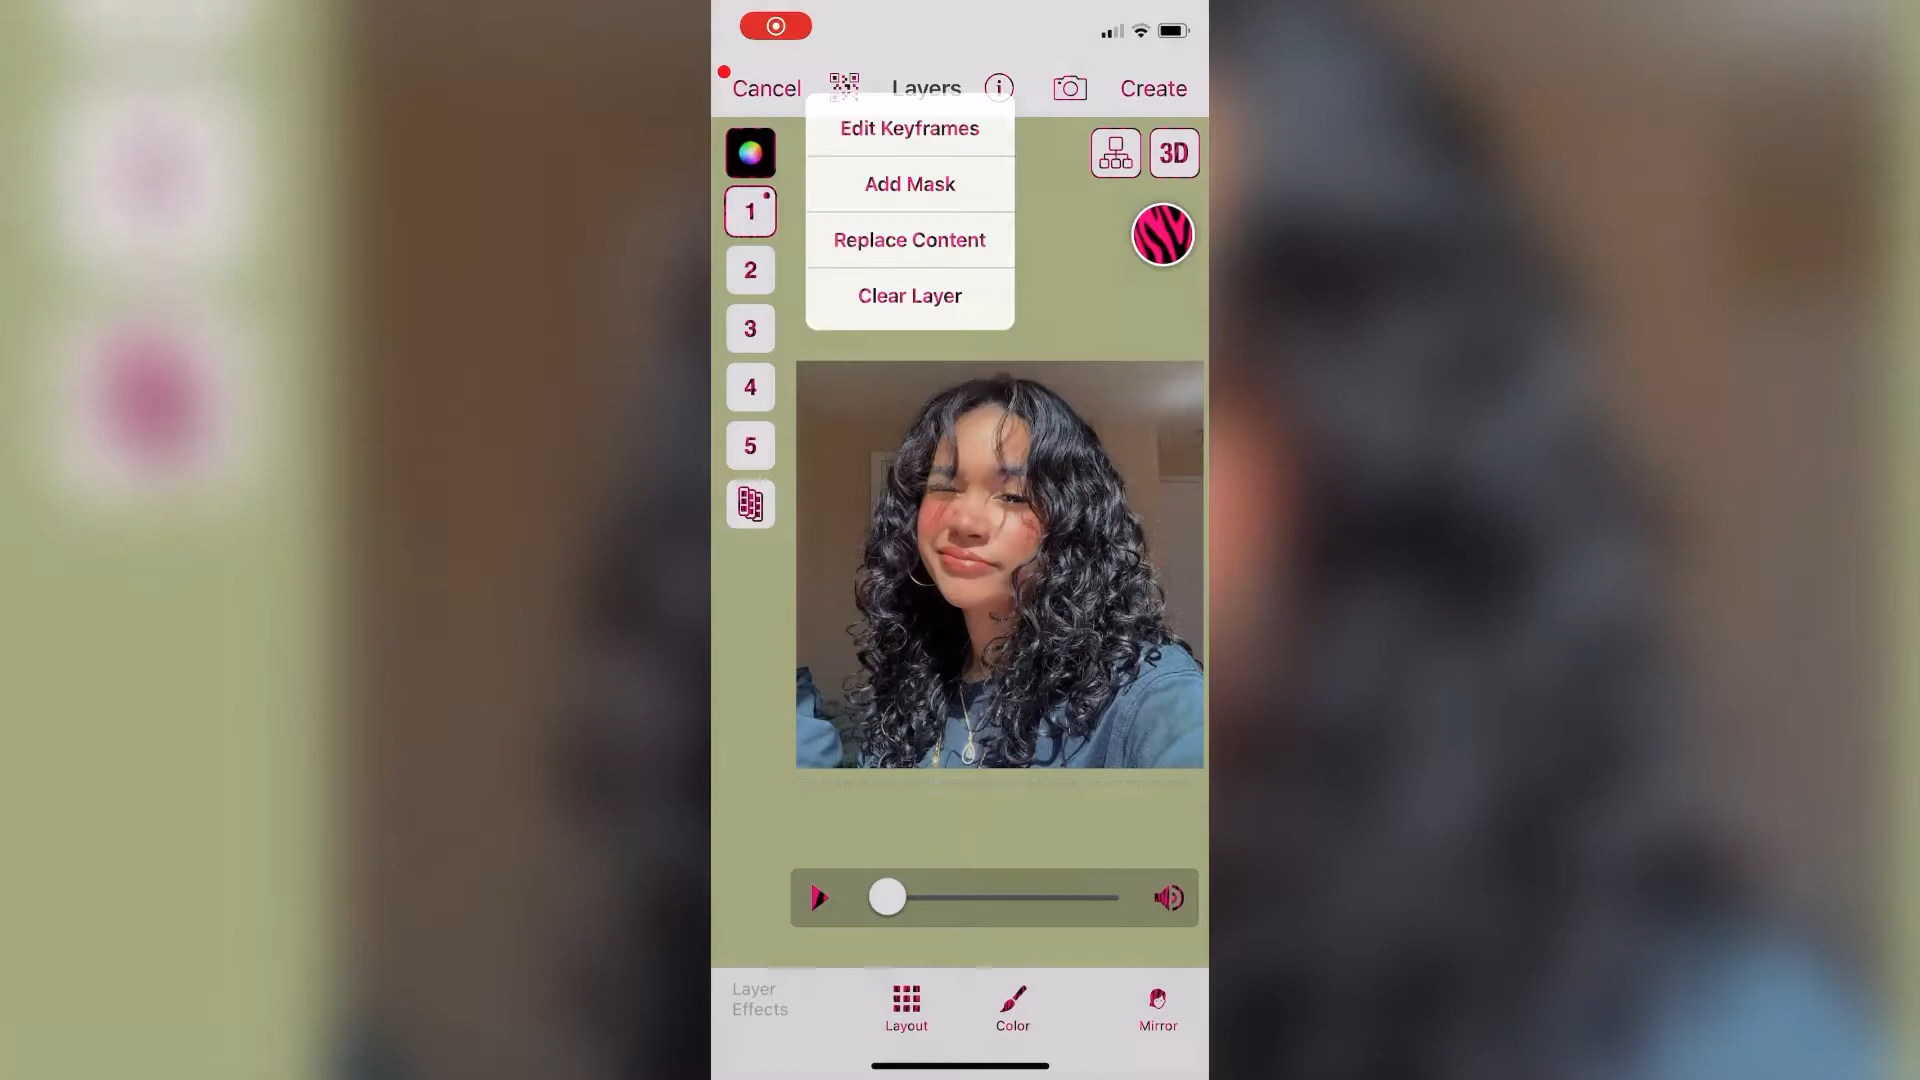 Cancel
Layers
Create
Edit Keyframes
Add Mask
Replace Content
Clear Layer
3D
1
2
3
4
5
Layer
Effects
Layout
Color
Mirror